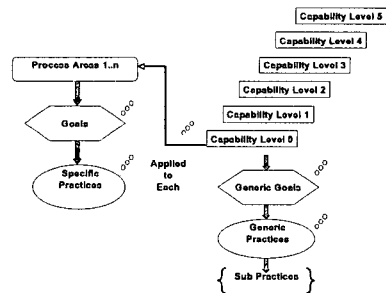 Capability Level 5
Capability Level 4
Capability Level 3
Capability Level 2
Capability Level 1
Capability Level 0
Process Areas 1..n
Goals
Specific
Practices
Applied
to
Each
Generic Goals
Generic
Practices
{ Sub Practices }